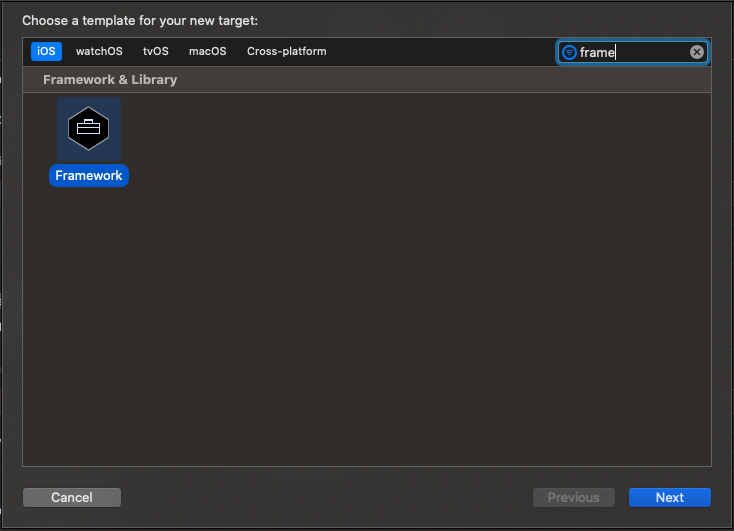 Choose a template for your new target:
iOS watchOS tvOS macOS Cross-platform frame
Framework & Library
Framework
Cancel Previous Next